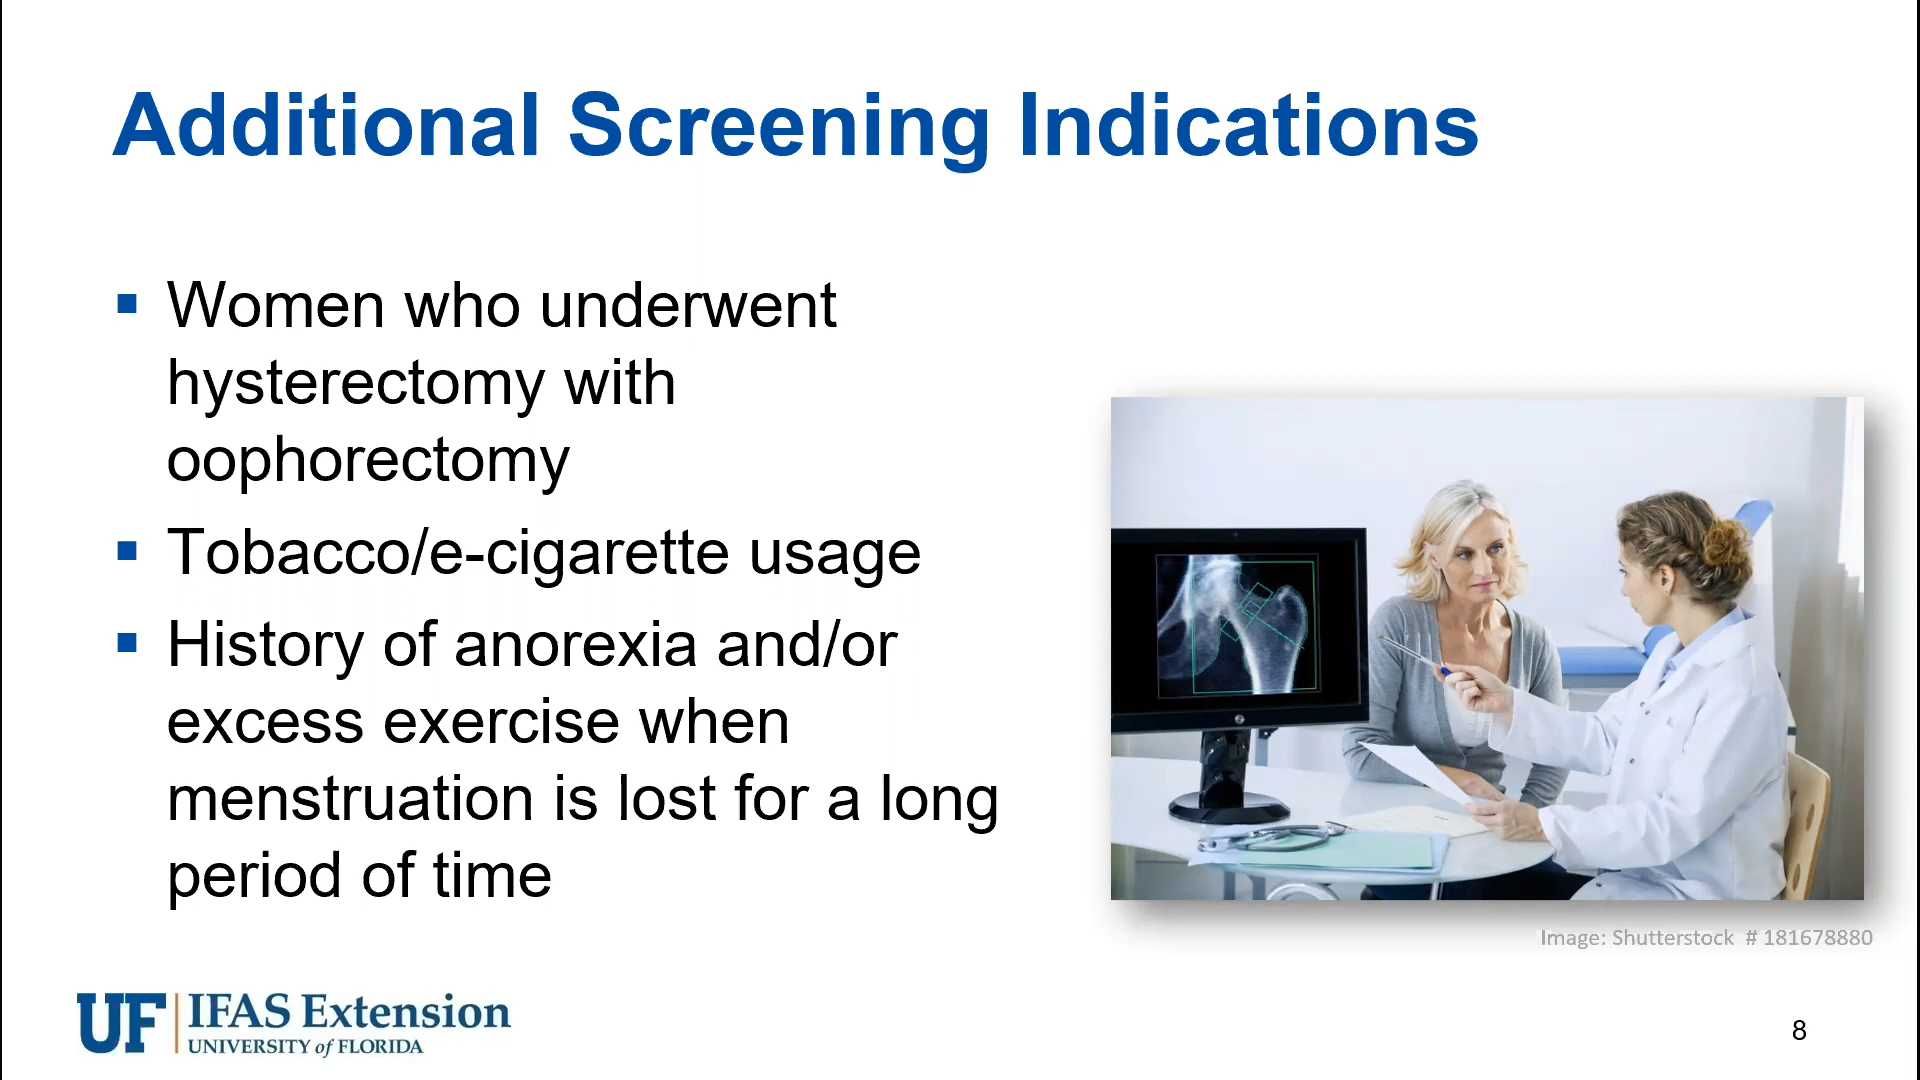 Additional Screening Indications
▪ Women who underwent
hysterectomy with
oophorectomy
▪ Tobacco/e-cigarette usage
▪ History of anorexia and/or
excess exercise when
menstruation is lost for a long
period of time
Image: Shutterstock # 181678880
UF IFAS Extension
UNIVERSITY of FLORIDA
8